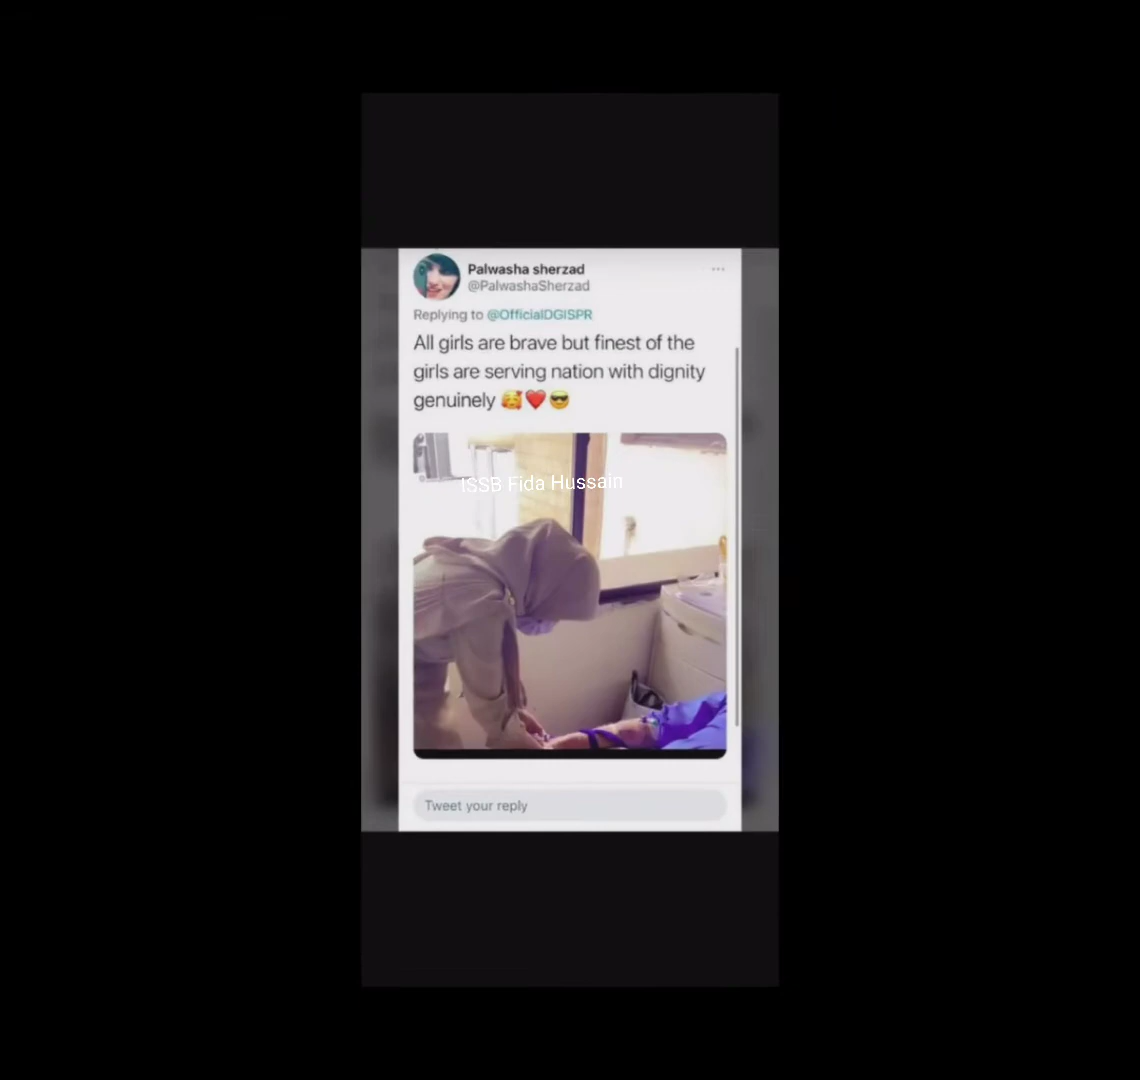 Palwasha sherzad
@PalwashaSherzad
Replying to @OfficialDGISPR
All girls are brave but finest of the
girls are serving nation with dignity
genuinely 🥰❤️😎
ISSB Fida Hussain
Tweet your reply